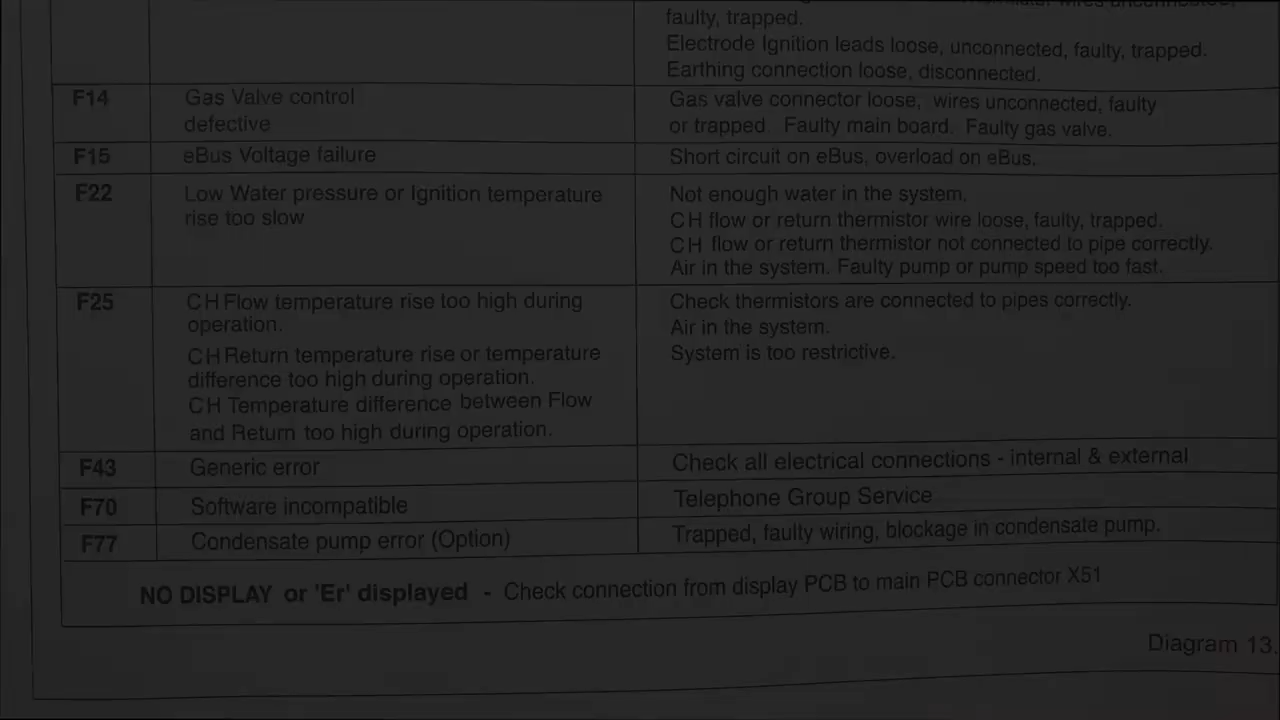 faulty, trapped.
Electrode Ignition leads loose, unconnected, faulty, trapped.
Earthing connection loose, disconnected.
F14
Gas Valve control
defective
Gas valve connector loose, wires unconnected, faulty
or trapped. Faulty main board. Faulty gas valve.
F15
eBus Voltage failure
Short circuit on eBus, overload on eBus.
F22
Low Water pressure or Ignition temperature
rise too slow
Not enough water in the system.
CH flow or return thermistor wire loose, faulty, trapped.
CH flow or return thermistor not connected to pipe correctly.
Air in the system. Faulty pump or pump speed too fast.
F25
CH Flow temperature rise too high during
operation.
CH Return temperature rise or temperature
difference too high during operation.
CH Temperature difference between Flow
and Return too high during operation.
Check thermistors are connected to pipes correctly.
Air in the system.
System is too restrictive.
F43
Generic error
Check all electrical connections - internal & external
F70
Software incompatible
Telephone Group Service
F77
Condensate pump error (Option)
Trapped, faulty wiring, blockage in condensate pump.
NO DISPLAY or 'Er' displayed - Check connection from display PCB to main PCB connector X51
Diagram 13